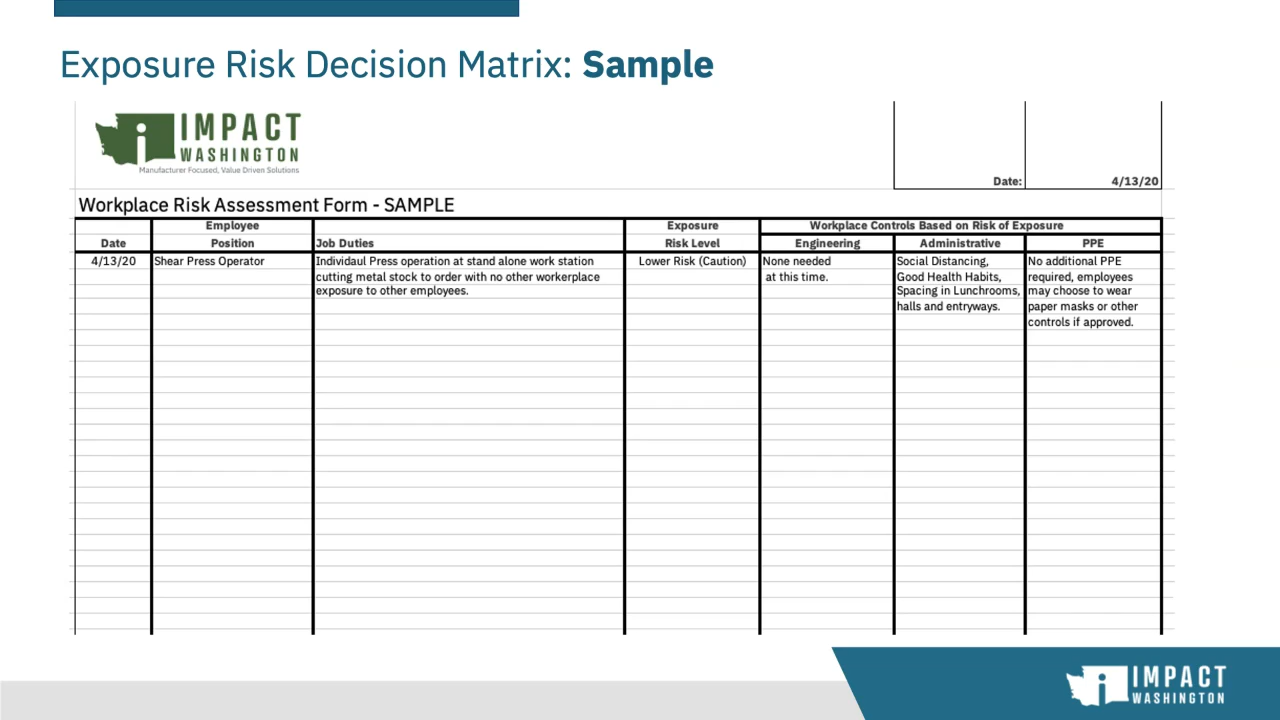 Exposure Risk Decision Matrix: Sample
IMPACT
WASHINGTON
Manufacturer Focused, Value Driven Solutions
Date: 4/13/20
Workplace Risk Assessment Form - SAMPLE
Employee Exposure Workplace Controls Based on Risk of Exposure
Date Position Job Duties Risk Level Engineering Administrative PPE
4/13/20 Shear Press Operator Individaul Press operation at stand alone work station Lower Risk (Caution) None needed Social Distancing, No additional PPE
cutting metal stock to order with no other workerplace at this time. Good Health Habits, required, employees
exposure to other employees. Spacing in Lunchrooms, may choose to wear
halls and entryways. paper masks or other
controls if approved.
IMPACT
WASHINGTON